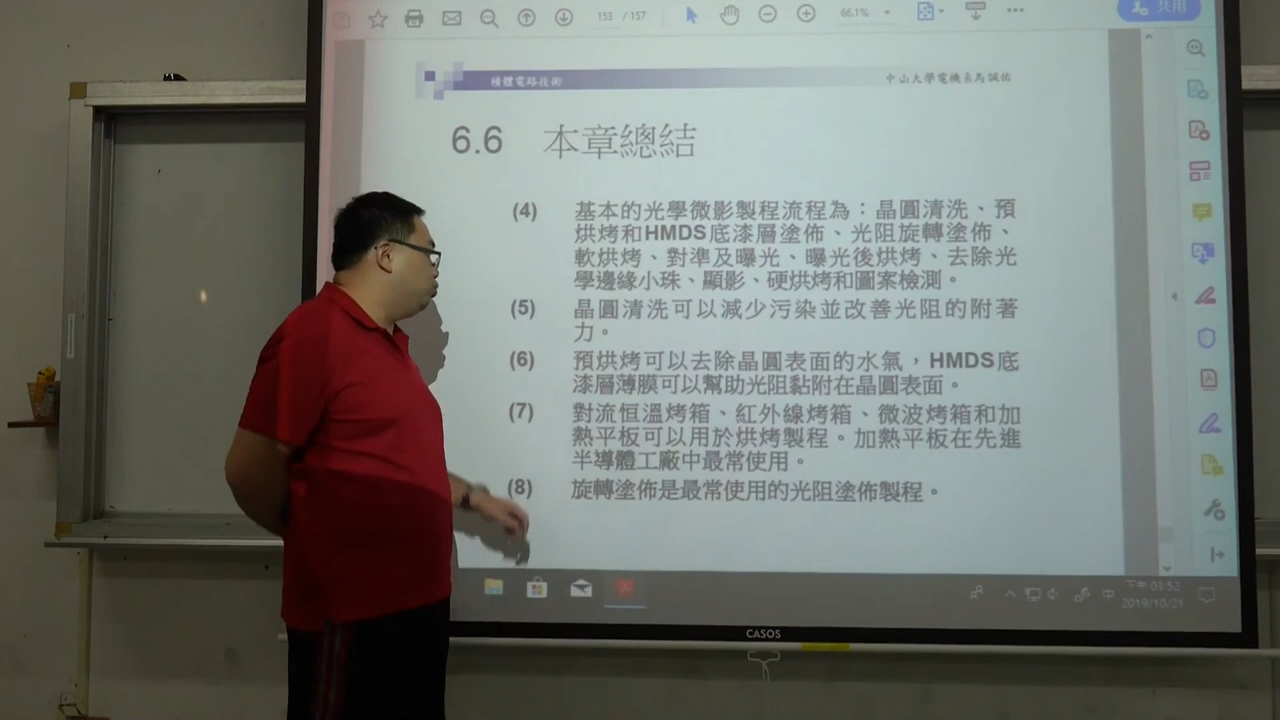 153 / 157
66.1%
共用
積體電路技術
中山大學電機系馬誠佑
6.6 本章總結
(4) 基本的光學微影製程流程為：晶圓清洗、預
烘烤和HMDS底漆層塗佈、光阻旋轉塗佈、
軟烘烤、對準及曝光、曝光後烘烤、去除光
學邊緣小珠、顯影、硬烘烤和圖案檢測。
(5) 晶圓清洗可以減少污染並改善光阻的附著
力。
(6) 預烘烤可以去除晶圓表面的水氣，HMDS底
漆層薄膜可以幫助光阻黏附在晶圓表面。
(7) 對流恒溫烤箱、紅外線烤箱、微波烤箱和加
熱平板可以用於烘烤製程。加熱平板在先進
半導體工廠中最常使用。
(8) 旋轉塗佈是最常使用的光阻塗佈製程。
中
下午 03:52
2019/10/21
CASOS